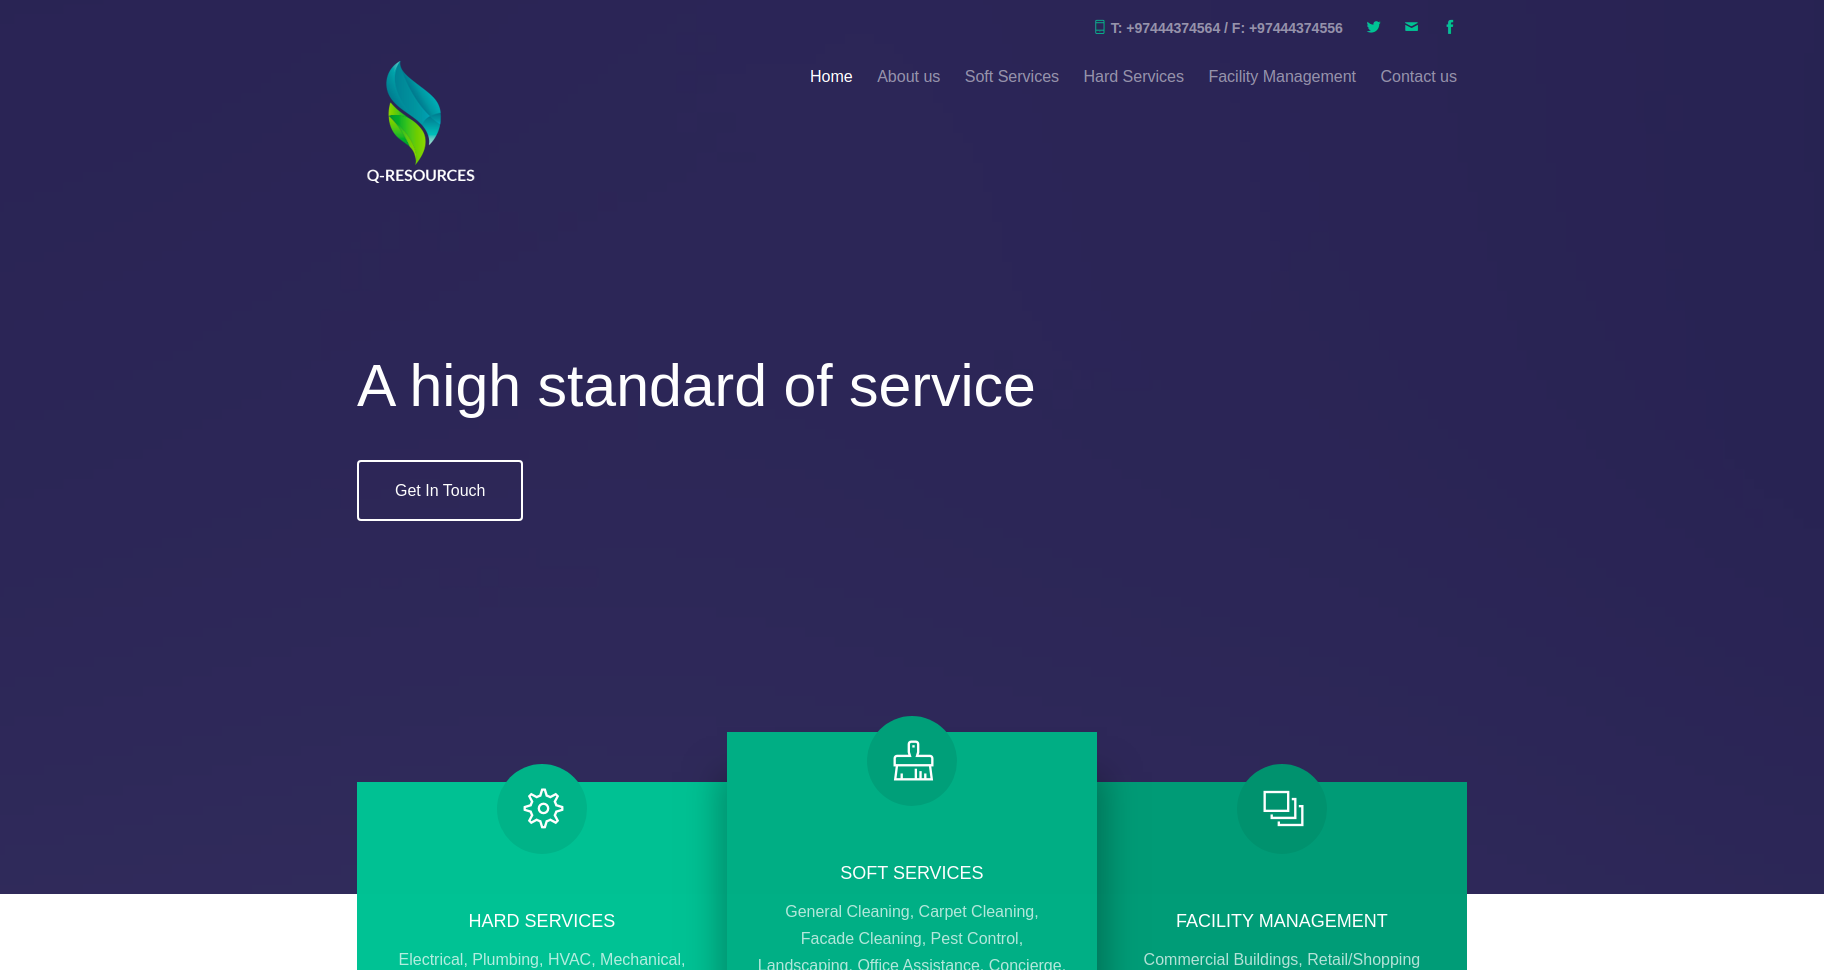 T: +97444374564 / F: +97444374556
Home About us Soft Services Hard Services Facility Management Contact us
Q-RESOURCES
A high standard of service
Get In Touch
HARD SERVICES
Electrical, Plumbing, HVAC, Mechanical,
SOFT SERVICES
General Cleaning, Carpet Cleaning,
Facade Cleaning, Pest Control,
Landscaping, Office Assistance, Concierge,
FACILITY MANAGEMENT
Commercial Buildings, Retail/Shopping